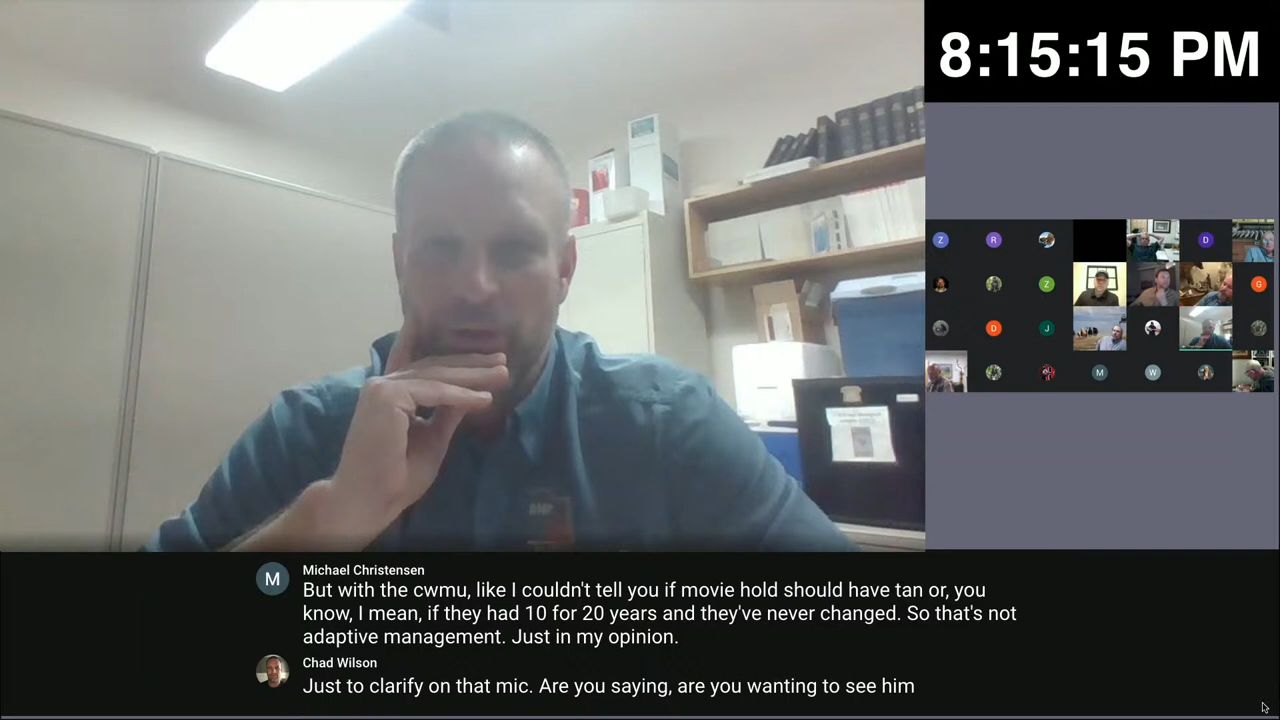 8:15:15 PM
Z
R
D
Z
G
D
J
M
W
M
Michael Christensen
But with the cwmu, like I couldn't tell you if movie hold should have tan or, you
know, I mean, if they had 10 for 20 years and they've never changed. So that's not
adaptive management. Just in my opinion.
Chad Wilson
Just to clarify on that mic. Are you saying, are you wanting to see him